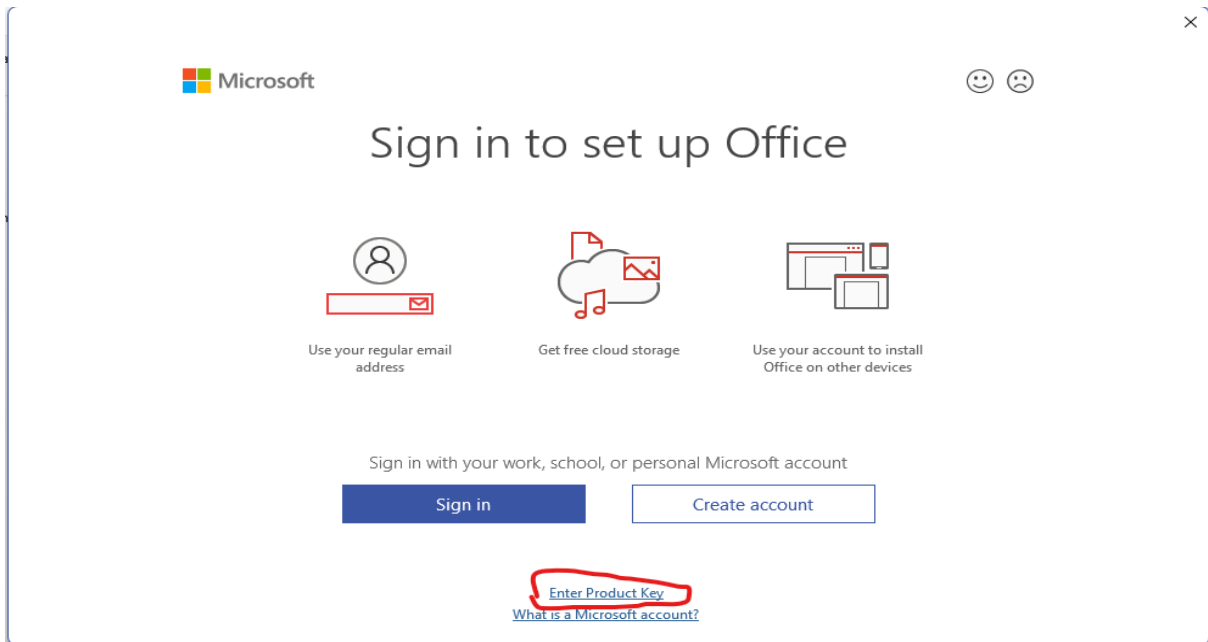 Microsoft
Sign in to set up Office
Use your regular email
address
Get free cloud storage
Use your account to install
Office on other devices
Sign in with your work, school, or personal Microsoft account
Sign in
Create account
Enter Product Key
What is a Microsoft account?